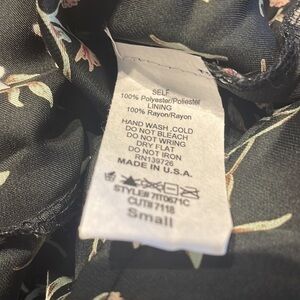 SELF
100% Polyester/Poliester
LINING
100% Rayon/Rayon
HAND WASH ,COLD
DO NOT BLEACH
DO NOT WRING
DRY FLAT
DO NOT IRON
RN139726
MADE IN U.S.A.
STYLE# 7IT0671C
CUT# 7118
Small